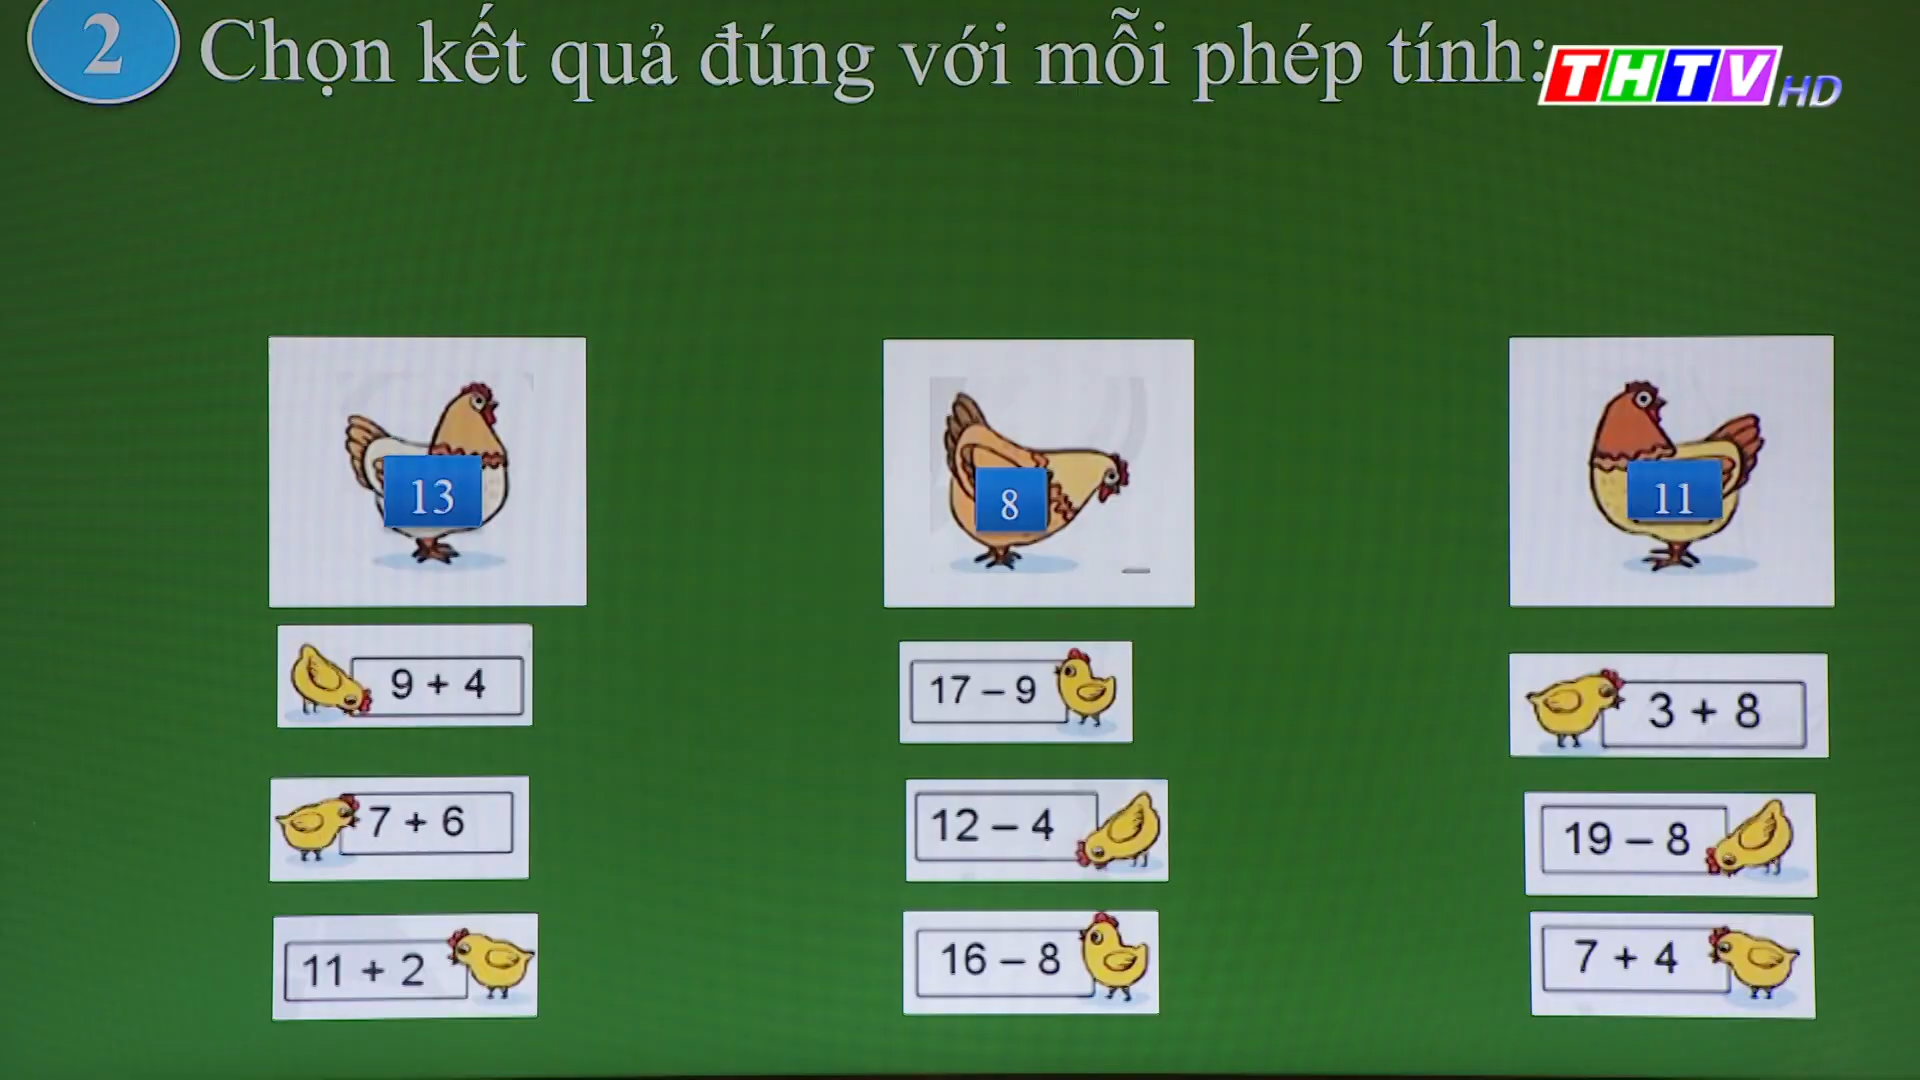 2 Chọn kết quả đúng với mỗi phép tính:
THTV HD
13
8
11
9 + 4
17 – 9
3 + 8
7 + 6
12 – 4
19 – 8
11 + 2
16 – 8
7 + 4